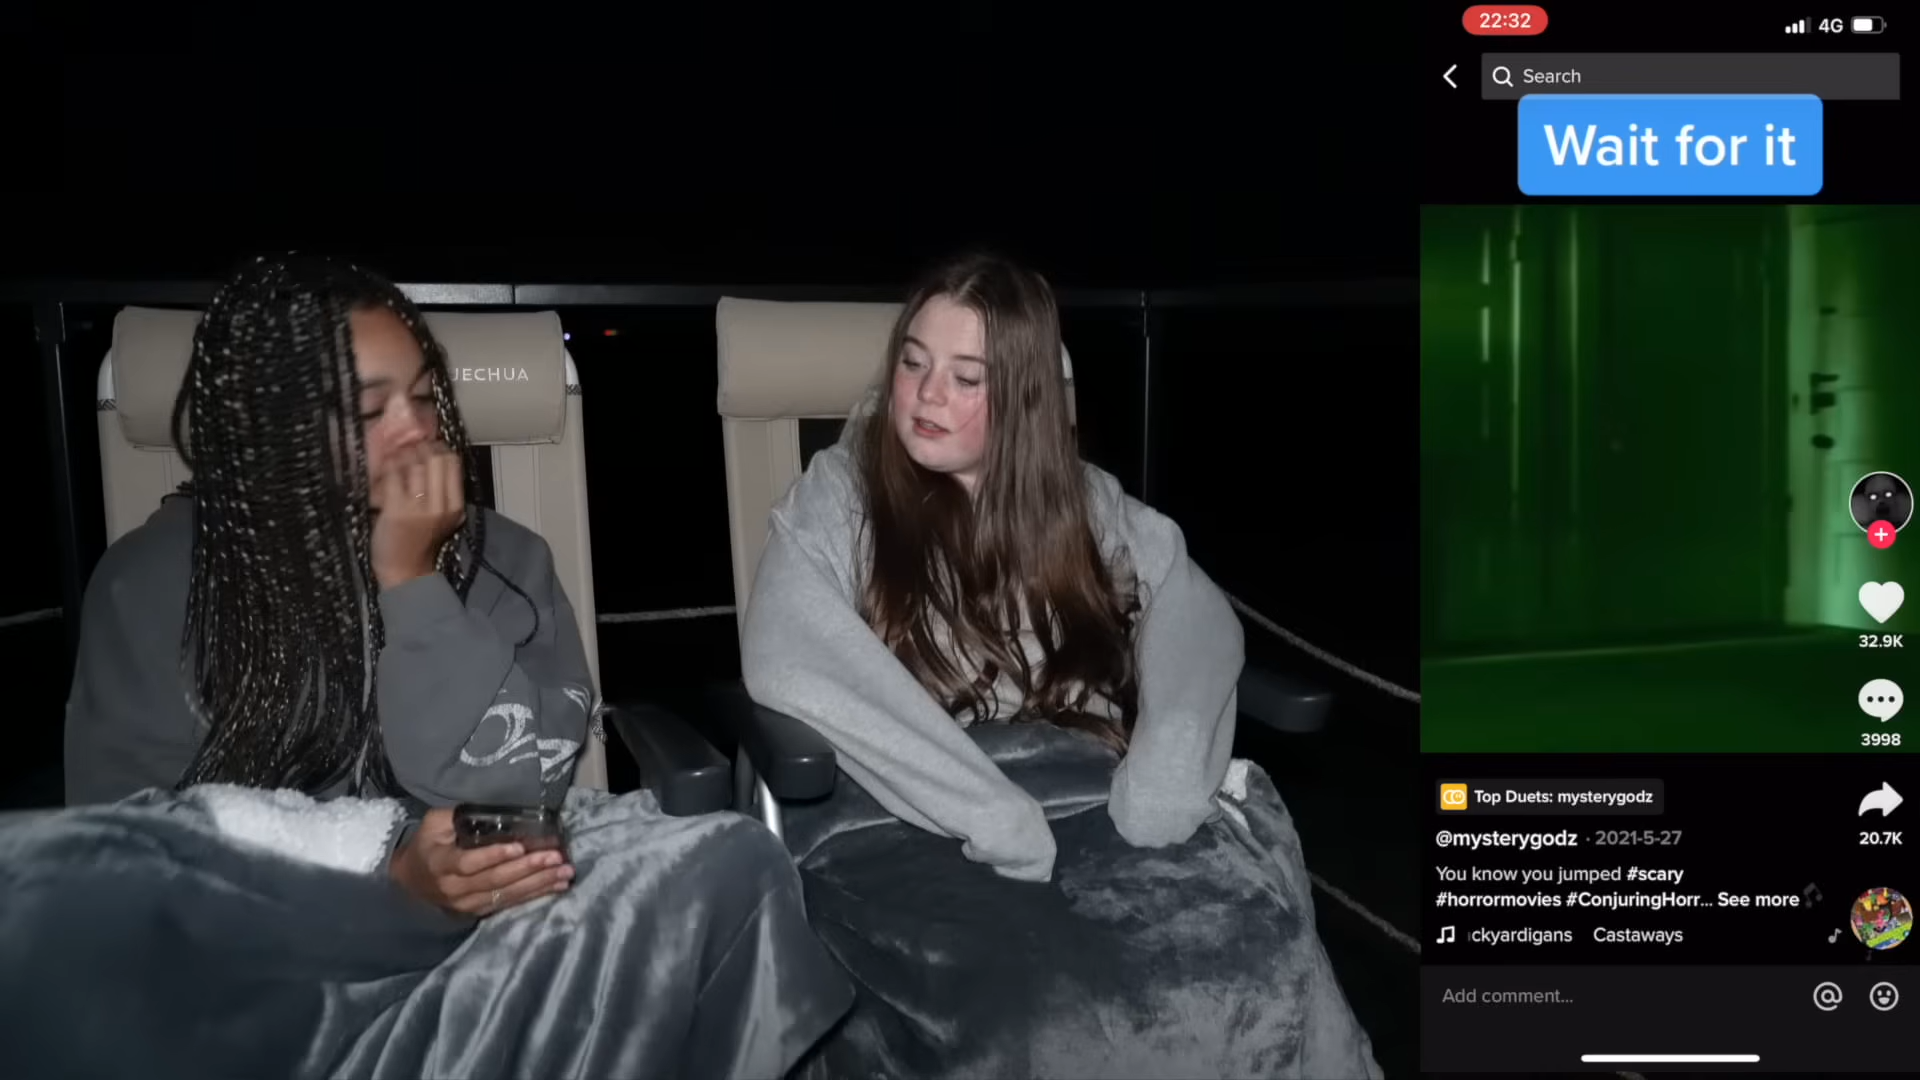 JECHUA
22:32
4G
Search
Wait for it
32.9K
3998
Top Duets: mysterygodz
@mysterygodz · 2021-5-27
20.7K
You know you jumped #scary
#horrormovies #ConjuringHorr... See more
ckyardigans Castaways
Add comment...